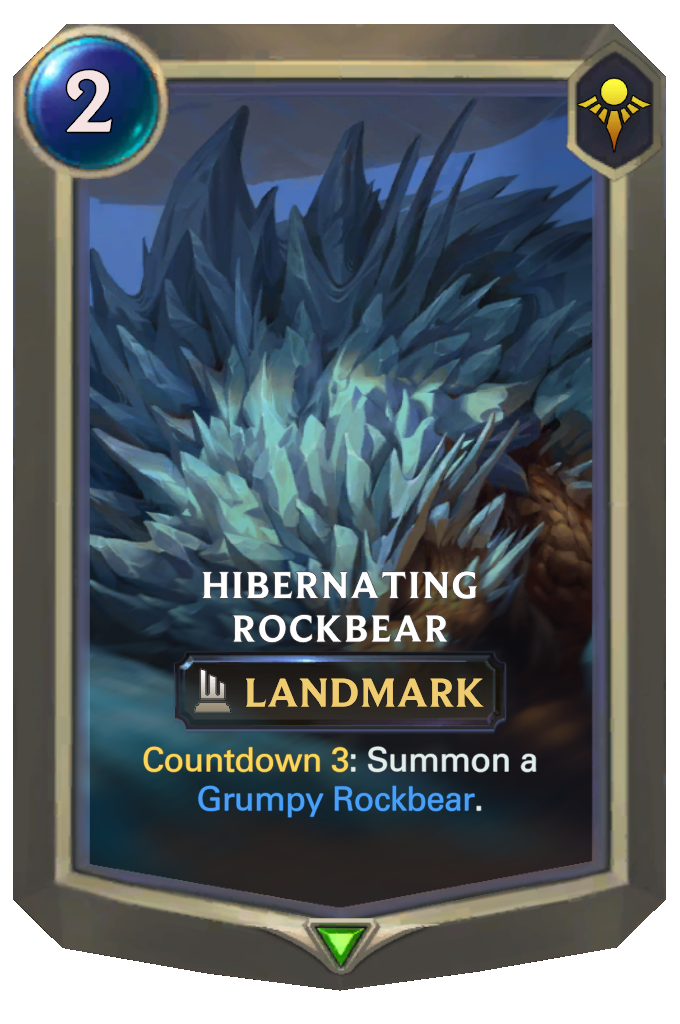 2
HIBERNATING
ROCKBEAR
LANDMARK
Countdown 3: Summon a
Grumpy Rockbear.